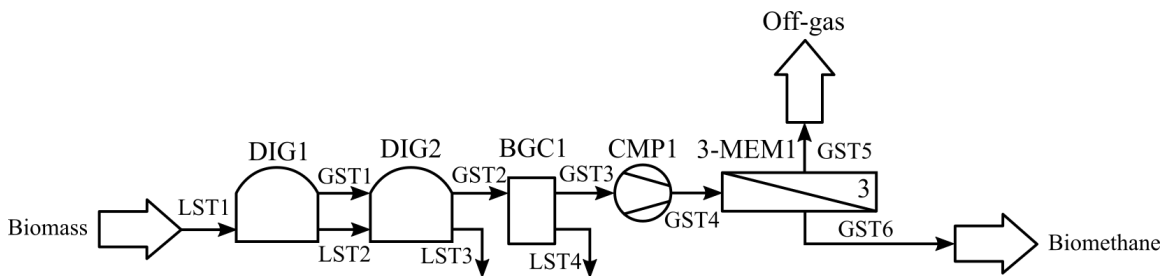 Off-gas
DIG1
DIG2
BGC1
CMP1
3-MEM1
GST5
GST1
GST2
GST3
3
LST1
GST4
Biomass
GST6
Biomethane
LST2
LST3
LST4